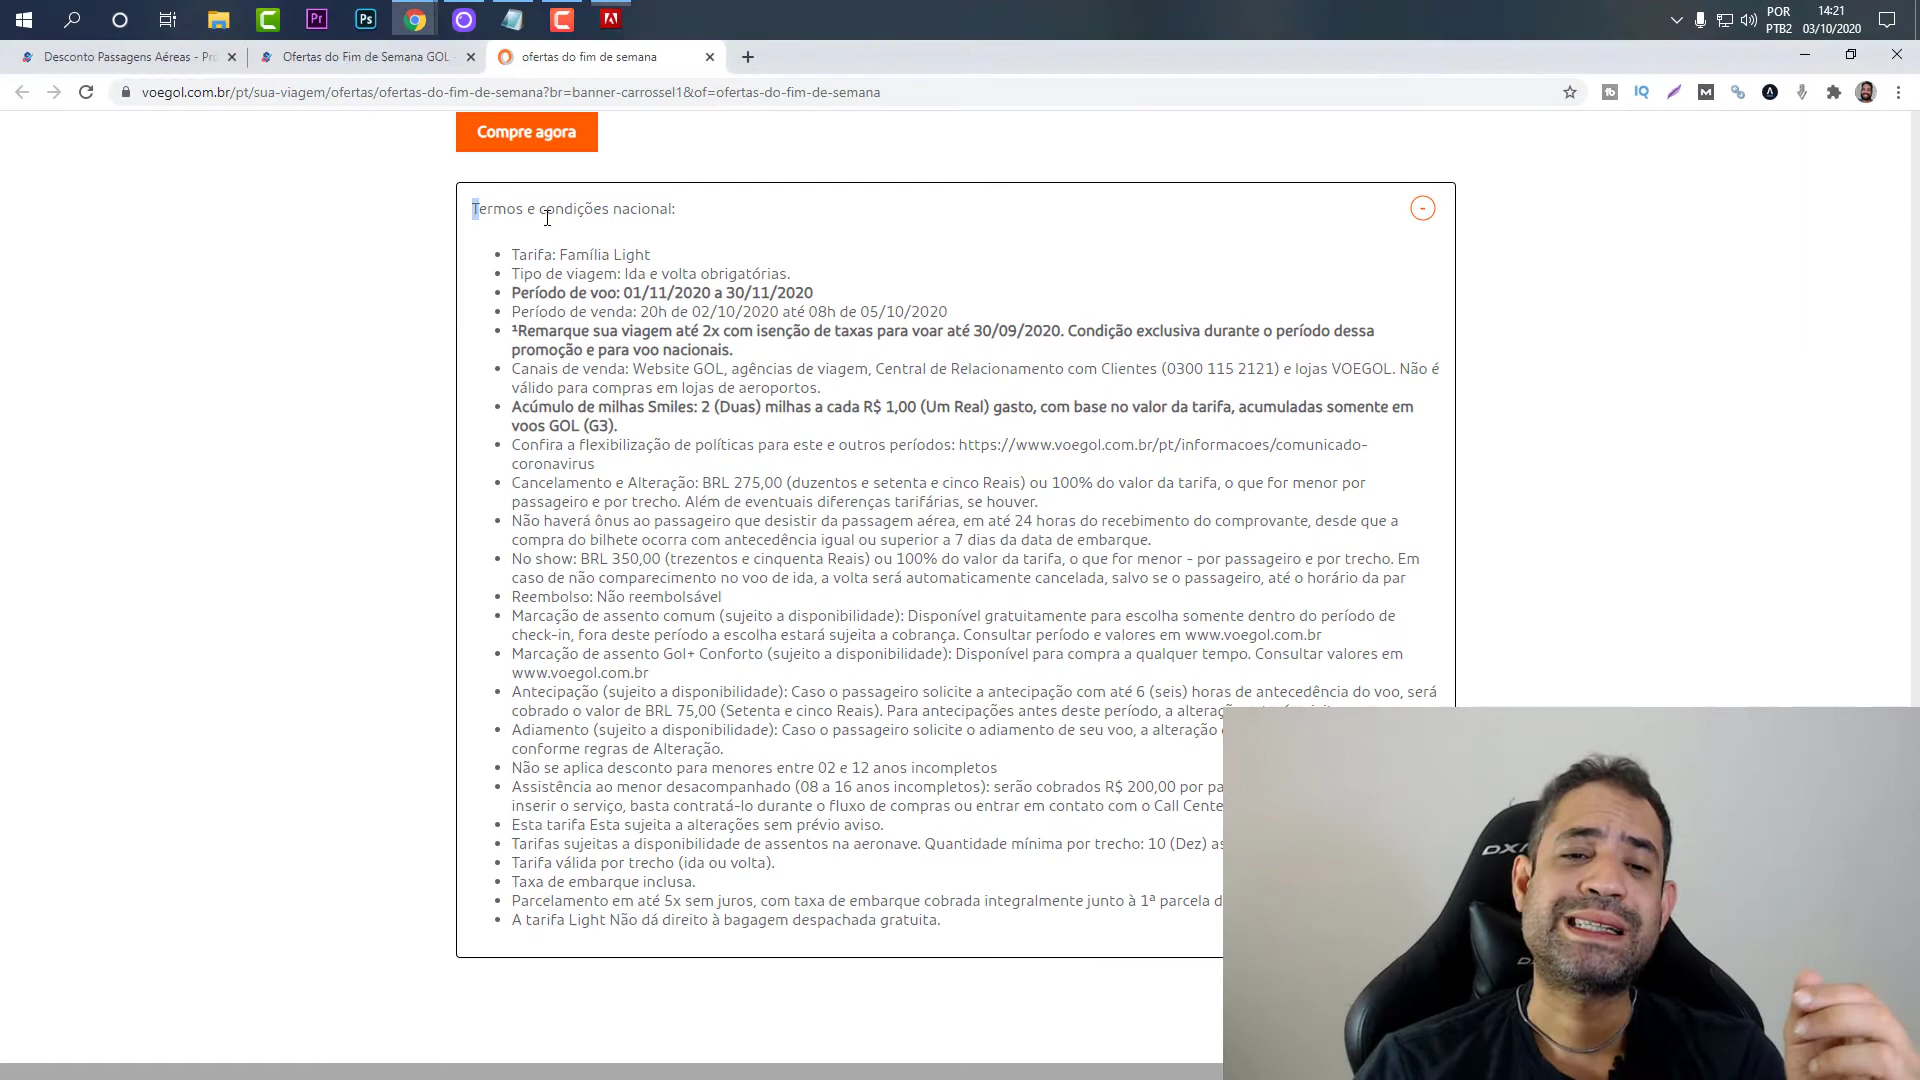 POR
14:21
PTB2
03/10/2020
Desconto Passagens Aéreas - Pro
Ofertas do Fim de Semana GOL -
ofertas do fim de semana
voegol.com.br/pt/sua-viagem/ofertas/ofertas-do-fim-de-semana?br=banner-carrossel1&of=ofertas-do-fim-de-semana
Compre agora
Termos e condições nacional:
Tarifa: Família Light
Tipo de viagem: Ida e volta obrigatórias.
Período de voo: 01/11/2020 a 30/11/2020
Período de venda: 20h de 02/10/2020 até 08h de 05/10/2020
¹Remarque sua viagem até 2x com isenção de taxas para voar até 30/09/2020. Condição exclusiva durante o período dessa
promoção e para voo nacionais.
Canais de venda: Website GOL, agências de viagem, Central de Relacionamento com Clientes (0300 115 2121) e lojas VOEGOL. Não é
válido para compras em lojas de aeroportos.
Acúmulo de milhas Smiles: 2 (Duas) milhas a cada R$ 1,00 (Um Real) gasto, com base no valor da tarifa, acumuladas somente em
voos GOL (G3).
Confira a flexibilização de políticas para este e outros períodos: https://www.voegol.com.br/pt/informacoes/comunicado-
coronavirus
Cancelamento e Alteração: BRL 275,00 (duzentos e setenta e cinco Reais) ou 100% do valor da tarifa, o que for menor por
passageiro e por trecho. Além de eventuais diferenças tarifárias, se houver.
Não haverá ônus ao passageiro que desistir da passagem aérea, em até 24 horas do recebimento do comprovante, desde que a
compra do bilhete ocorra com antecedência igual ou superior a 7 dias da data de embarque.
No show: BRL 350,00 (trezentos e cinquenta Reais) ou 100% do valor da tarifa, o que for menor - por passageiro e por trecho. Em
caso de não comparecimento no voo de ida, a volta será automaticamente cancelada, salvo se o passageiro, até o horário da par
Reembolso: Não reembolsável
Marcação de assento comum (sujeito a disponibilidade): Disponível gratuitamente para escolha somente dentro do período de
check-in, fora deste período a escolha estará sujeita a cobrança. Consultar período e valores em www.voegol.com.br
Marcação de assento Gol+ Conforto (sujeito a disponibilidade): Disponível para compra a qualquer tempo. Consultar valores em
www.voegol.com.br
Antecipação (sujeito a disponibilidade): Caso o passageiro solicite a antecipação com até 6 (seis) horas de antecedência do voo, será
cobrado o valor de BRL 75,00 (Setenta e cinco Reais). Para antecipações antes deste período, a
Adiamento (sujeito a disponibilidade): Caso o passageiro solicite o adiamento de seu voo, a alteração
conforme regras de Alteração.
Não se aplica desconto para menores entre 02 e 12 anos incompletos
Assistência ao menor desacompanhado (08 a 16 anos incompletos): serão cobrados R$ 200,00 por pa
inserir o serviço, basta contratá-lo durante o fluxo de compras ou entrar em contato com o Call Cente
Esta tarifa Esta sujeita a alterações sem prévio aviso.
Tarifas sujeitas a disponibilidade de assentos na aeronave. Quantidade mínima por trecho: 10 (Dez) as
Tarifa válida por trecho (ida ou volta).
Taxa de embarque inclusa.
Parcelamento em até 5x sem juros, com taxa de embarque cobrada integralmente junto à 1ª parcela d
A tarifa Light Não dá direito à bagagem despachada gratuita.